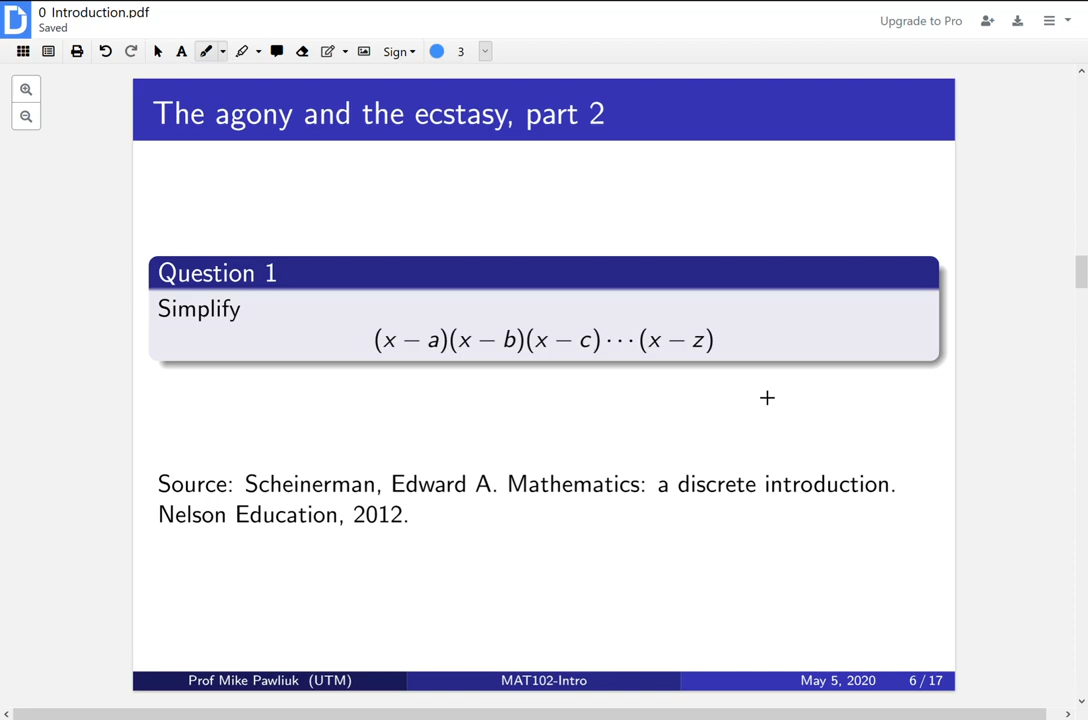 0 Introduction.pdf
Saved
Upgrade to Pro
A
Sign
3
The agony and the ecstasy, part 2
Question 1
Simplify
(x − a)(x − b)(x − c) · · · (x − z)
Source: Scheinerman, Edward A. Mathematics: a discrete introduction.
Nelson Education, 2012.
Prof Mike Pawliuk (UTM) MAT102-Intro May 5, 2020 6 / 17